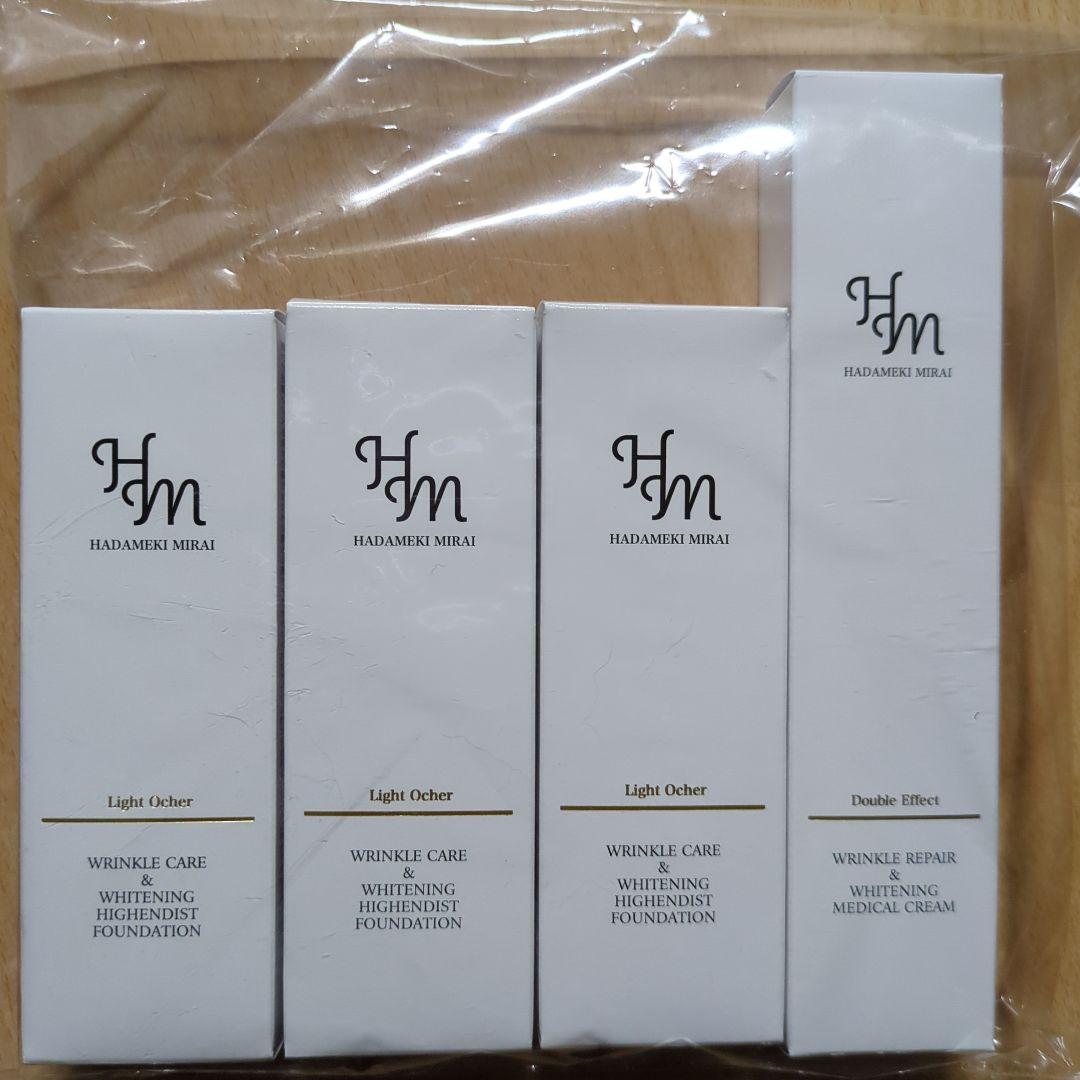 HM
HADAMEKI MIRAI
Light Ocher
WRINKLE CARE
&
WHITENING
HIGHENDIST
FOUNDATION
HM
HADAMEKI MIRAI
Light Ocher
WRINKLE CARE
&
WHITENING
HIGHENDIST
FOUNDATION
HM
HADAMEKI MIRAI
Light Ocher
WRINKLE CARE
&
WHITENING
HIGHENDIST
FOUNDATION
HM
HADAMEKI MIRAI
Double Effect
WRINKLE REPAIR
&
WHITENING
MEDICAL CREAM